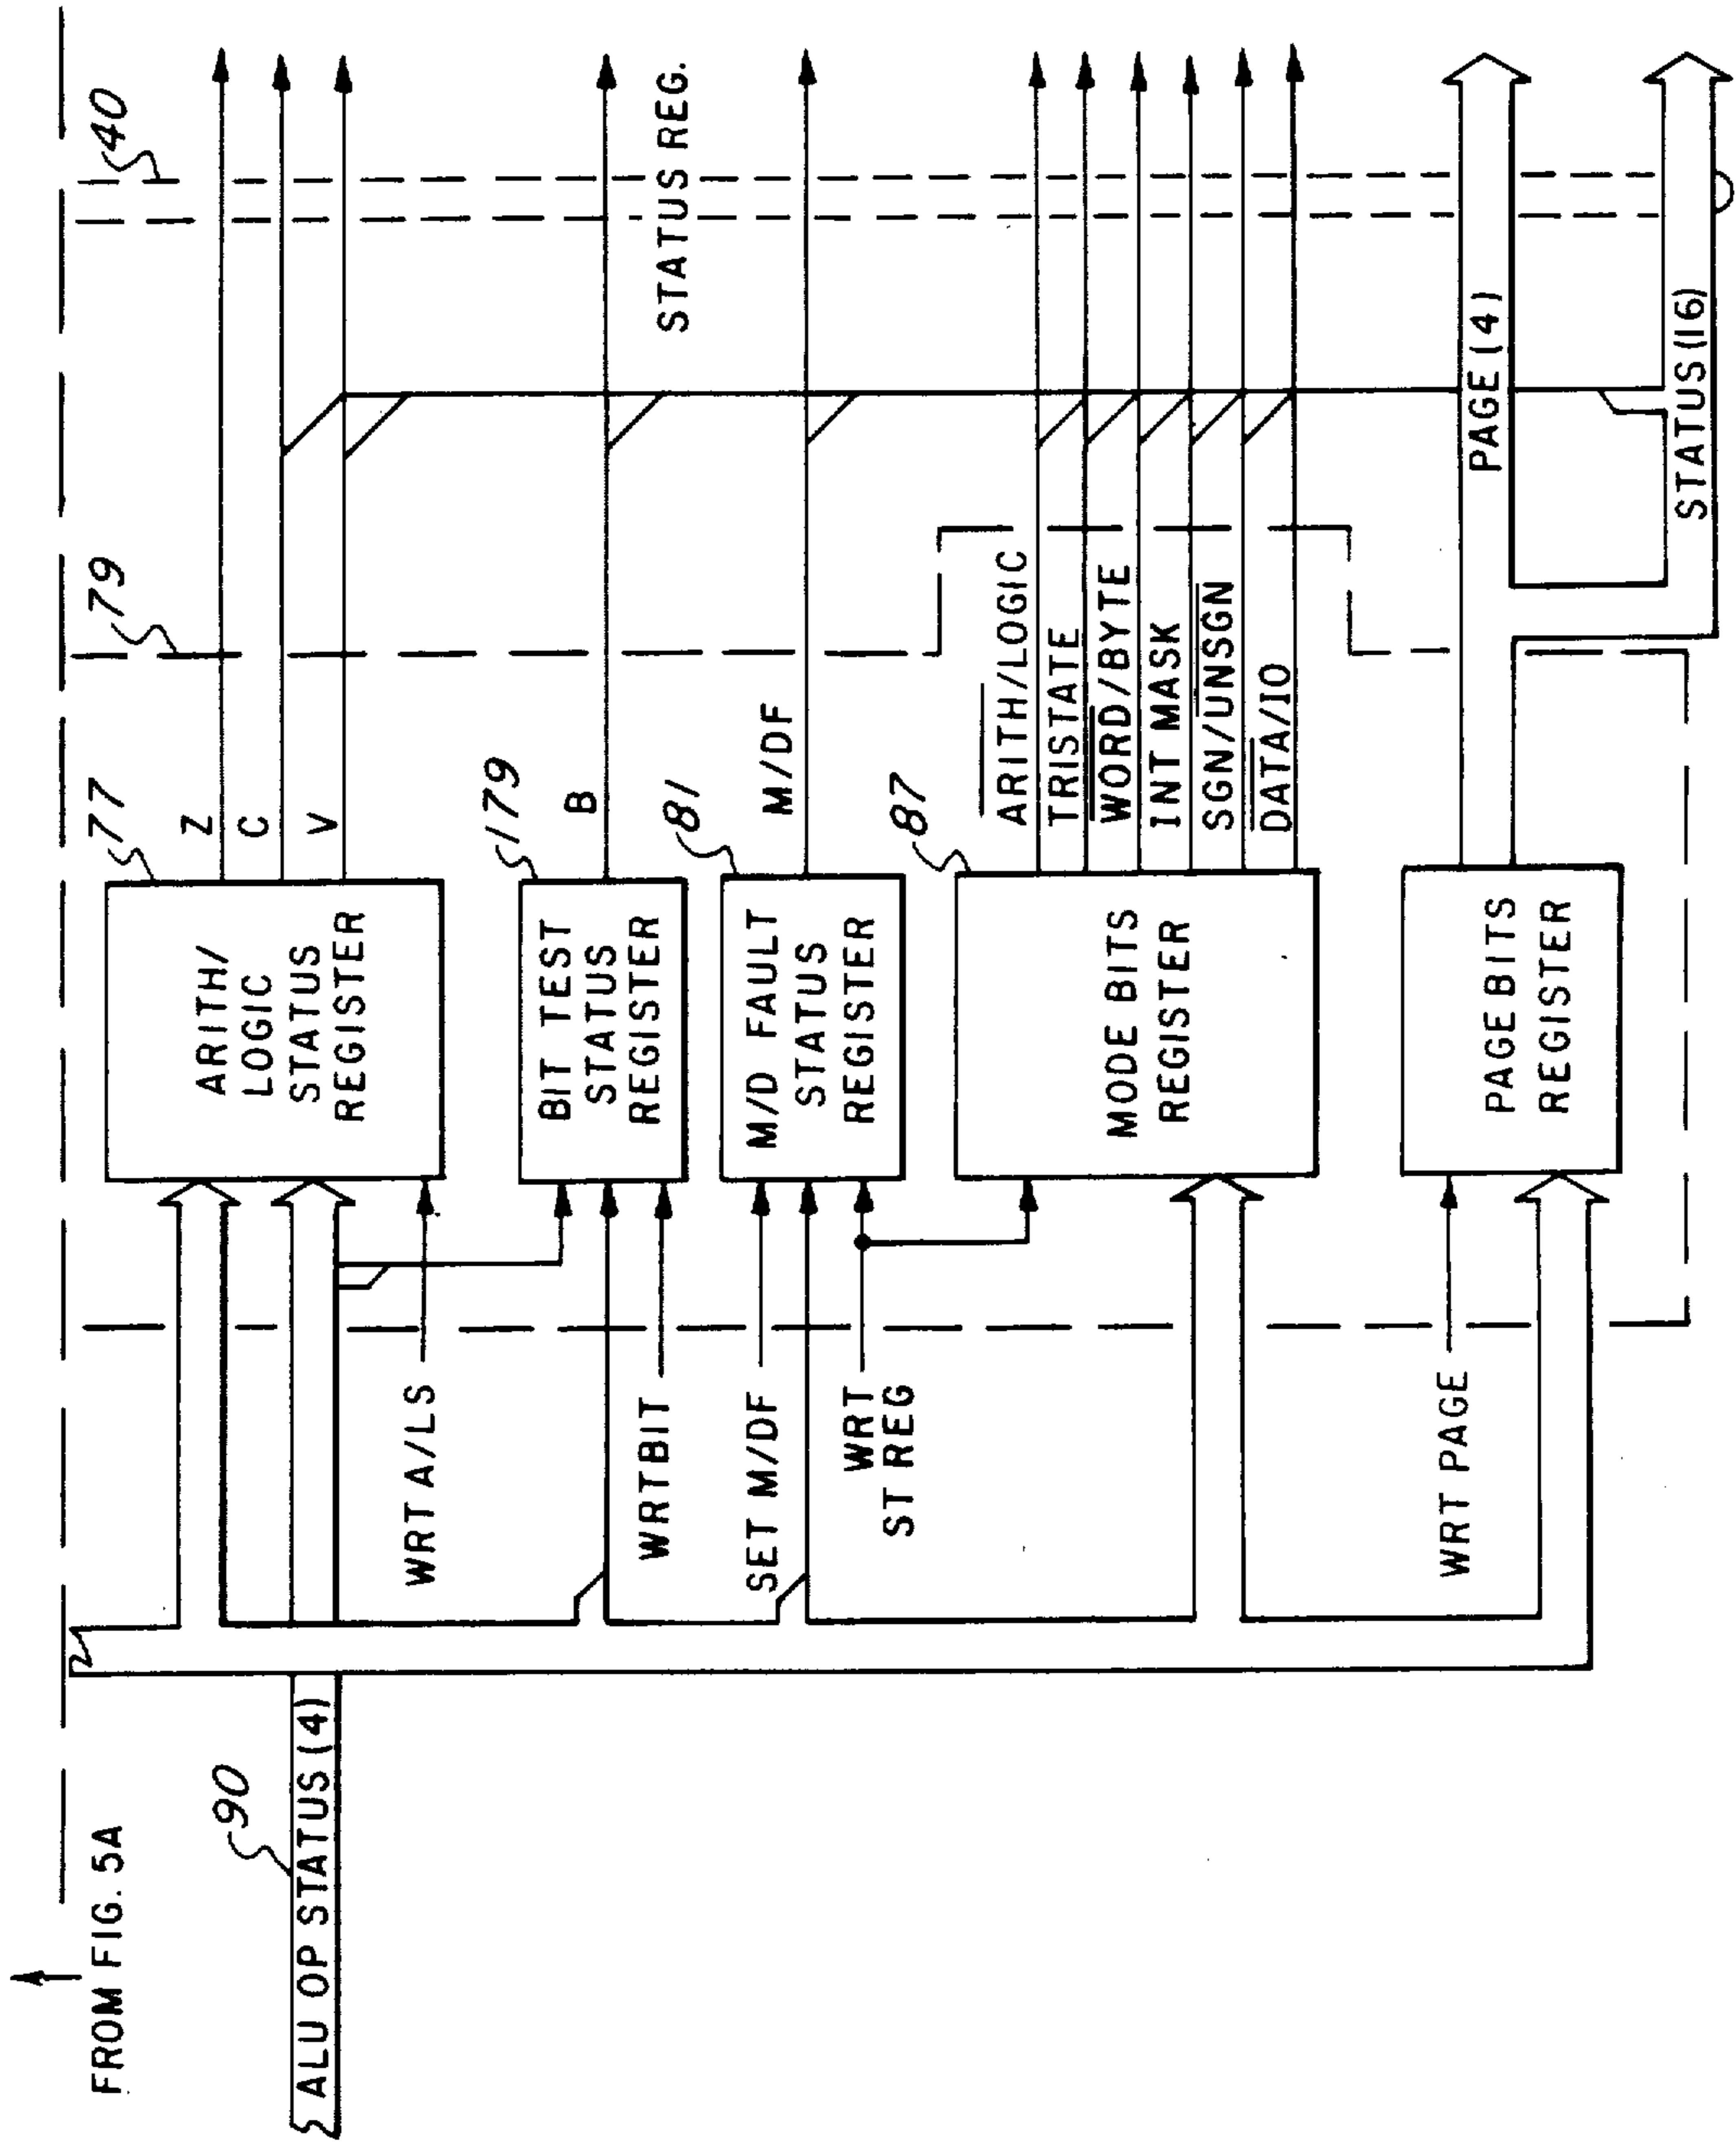 FROM FIG. 5A
90
77
79
40
ALU OP STATUS (4)
ARITH/
LOGIC
STATUS
REGISTER
Z
C
V
WRT A/LS
179
BIT TEST
STATUS
REGISTER
B
WRTBIT
STATUS REG.
81
M/D FAULT
STATUS
REGISTER
M/DF
SET M/DF
WRT
ST REG
87
MODE BITS
REGISTER
ARITH/LOGIC
TRISTATE
WORD/BYTE
INT MASK
SGN/UNSGN
DATA/IO
WRT PAGE
PAGE BITS
REGISTER
PAGE (4)
STATUS (16)